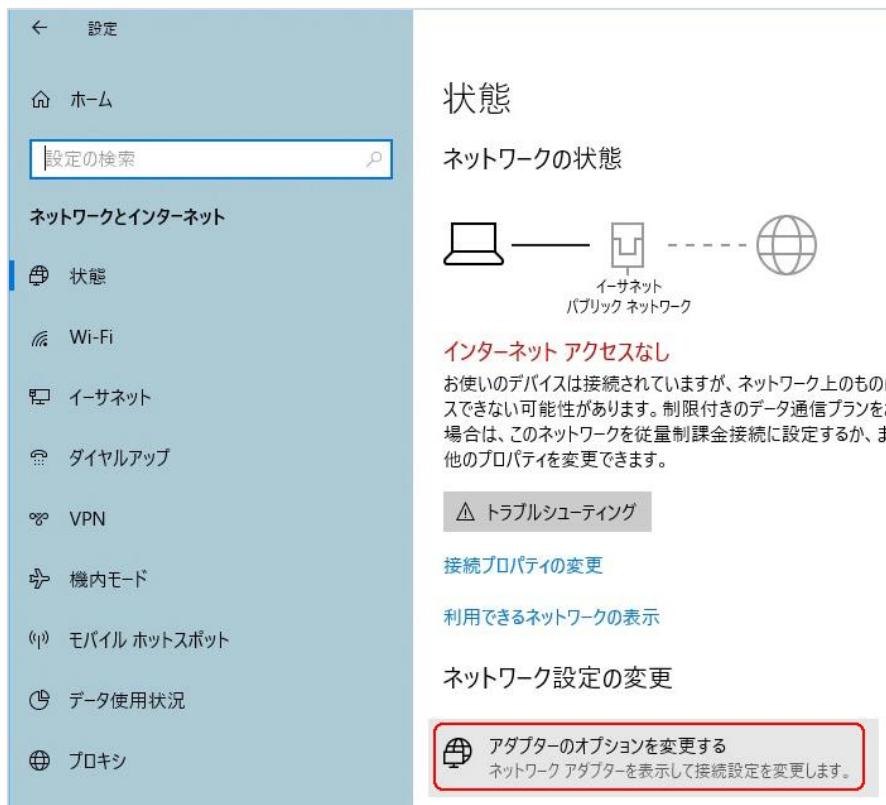 設定
ホーム
設定の検索
ネットワークとインターネット
状態
Wi-Fi
イーサネット
ダイヤルアップ
VPN
機内モード
モバイル ホットスポット
データ使用状況
プロキシ
状態
ネットワークの状態
イーサネット
パブリック ネットワーク
インターネット アクセスなし
お使いのデバイスは接続されていますが、ネットワーク上のもの
スできない可能性があります。制限付きのデータ通信プランを
場合は、このネットワークを従量制課金接続に設定するか、ま
他のプロパティを変更できます。
トラブルシューティング
接続プロパティの変更
利用できるネットワークの表示
ネットワーク設定の変更
アダプターのオプションを変更する
ネットワーク アダプターを表示して接続設定を変更します。